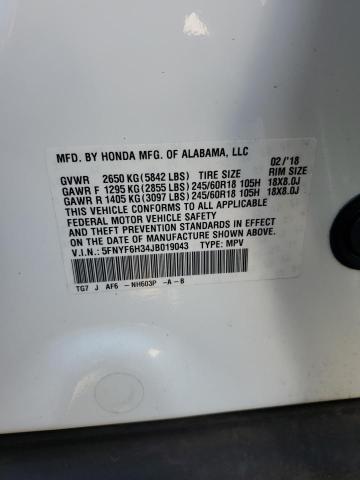 MFD. BY HONDA MFG. OF ALABAMA, LLC 02/'18
GVWR 2650 KG (5842 LBS) TIRE SIZE RIM SIZE
GAWR F 1295 KG (2855 LBS) 245/60R18 105H 18X8.0J
GAWR R 1405 KG (3097 LBS) 245/60R18 105H 18X8.0J
THIS VEHICLE CONFORMS TO ALL APPLICABLE
FEDERAL MOTOR VEHICLE SAFETY
AND THEFT PREVENTION STANDARDS IN EFFECT ON
THE DATE OF MANUFACTURE SHOWN ABOVE.
V.I.N.: 5FNYF6H34JB019043 TYPE: MPV
TG7 J AF6 -NH603P -A-B